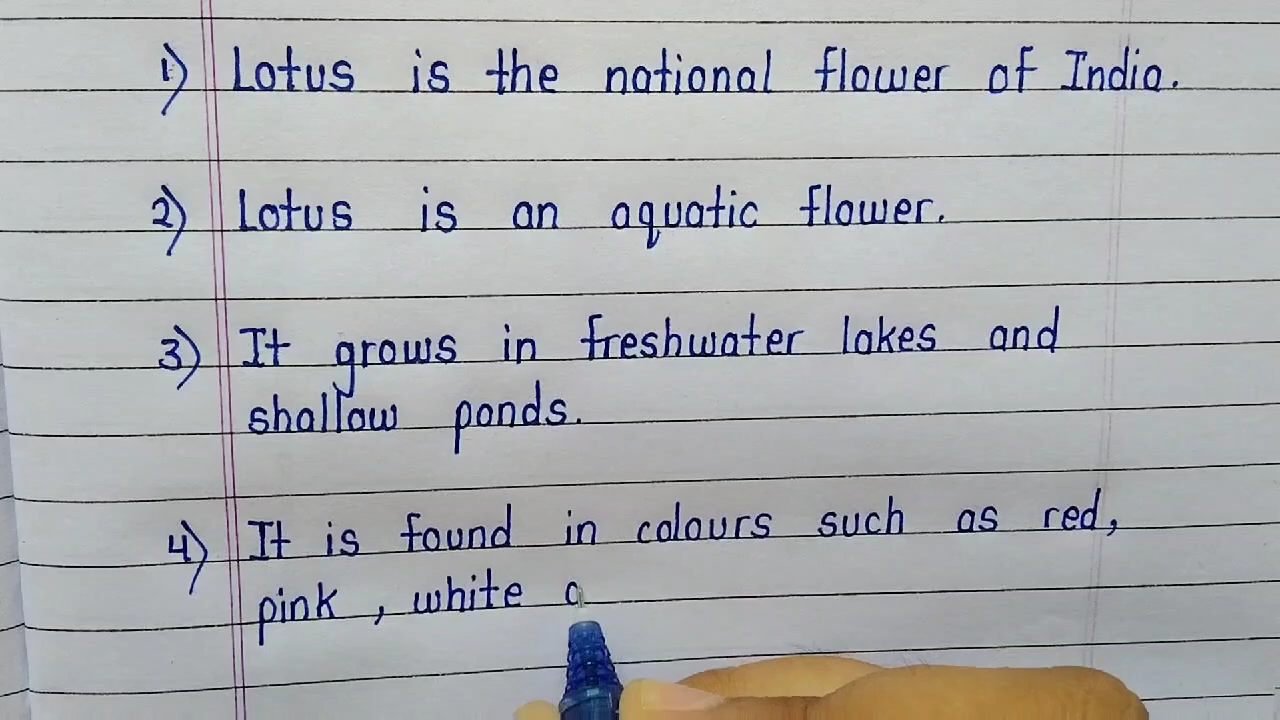 1) Lotus is the national flower of India.
2) Lotus is an aquatic flower.
3) It grows in freshwater lakes and
shallow ponds.
4) It is found in colours such as red,
pink, white a